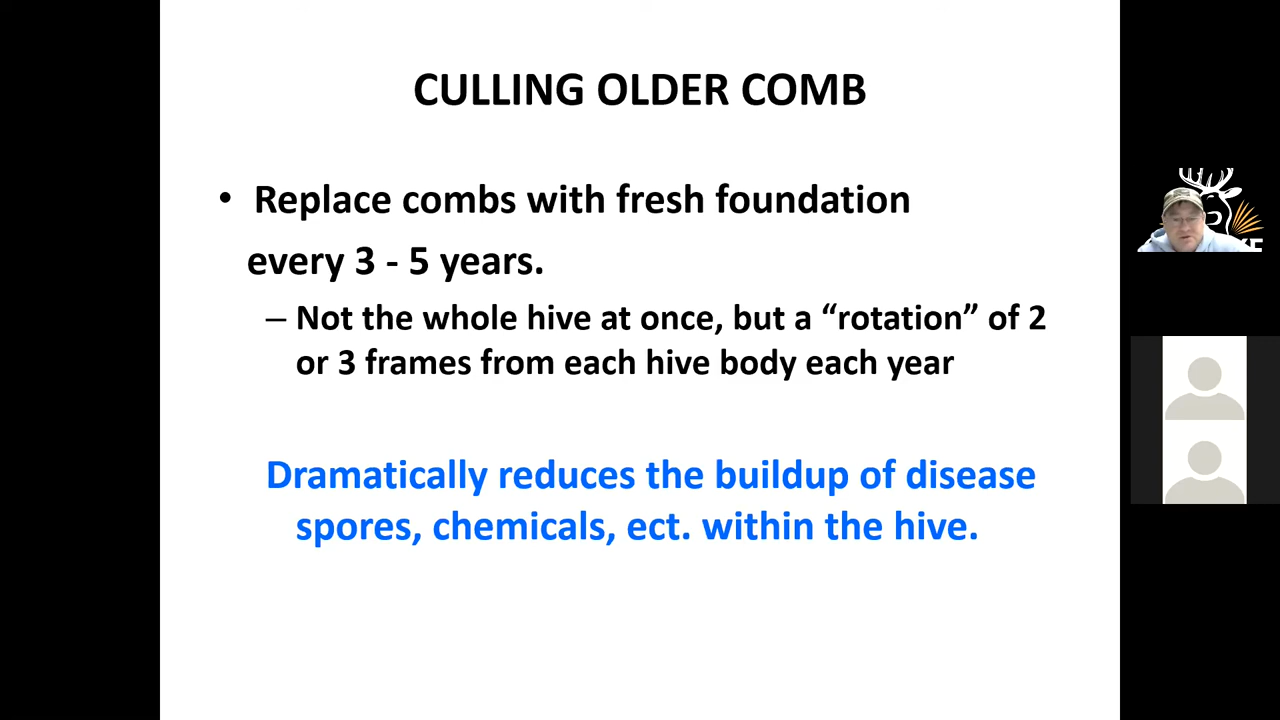 CULLING OLDER COMB
• Replace combs with fresh foundation
every 3 - 5 years.
– Not the whole hive at once, but a “rotation” of 2
or 3 frames from each hive body each year
Dramatically reduces the buildup of disease
spores, chemicals, ect. within the hive.